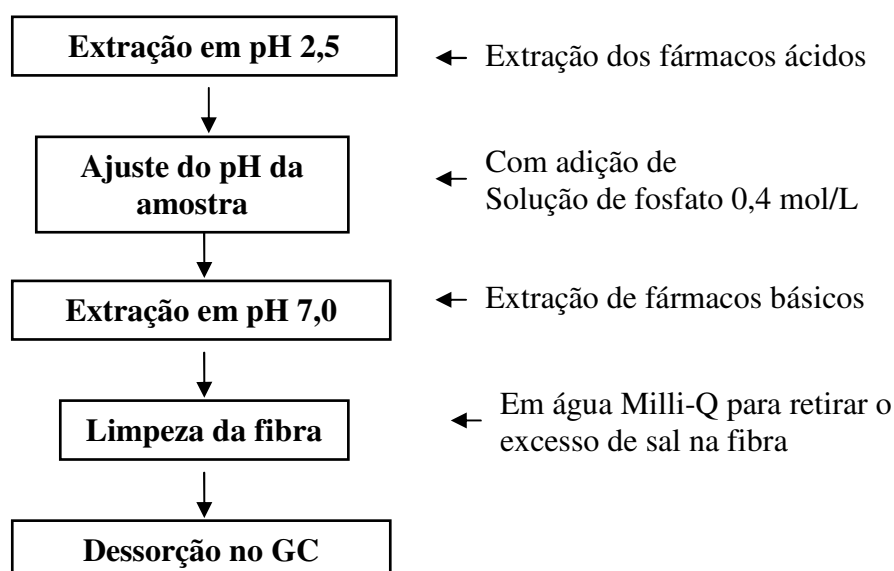 Extração em pH 2,5
Extração dos fármacos ácidos
Ajuste do pH da
amostra
Com adição de
Solução de fosfato 0,4 mol/L
Extração em pH 7,0
Extração de fármacos básicos
Limpeza da fibra
Em água Milli-Q para retirar o
excesso de sal na fibra
Dessorção no GC